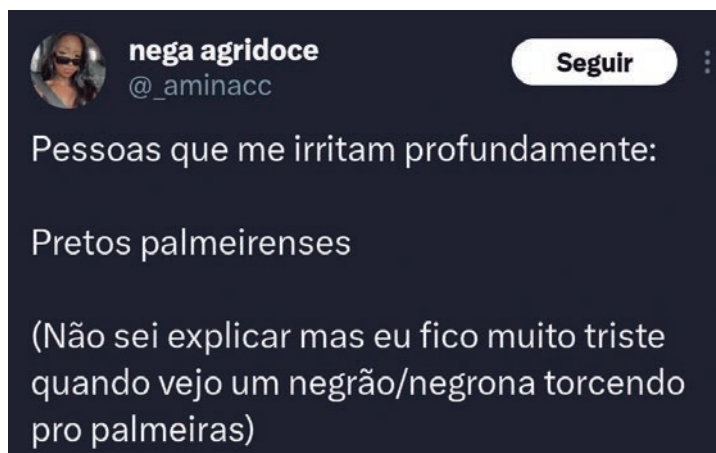 nega agridoce
@_aminacc
Seguir
Pessoas que me irritam profundamente:
Pretos palmeirenses
(Não sei explicar mas eu fico muito triste
quando vejo um negrão/negrona torcendo
pro palmeiras)